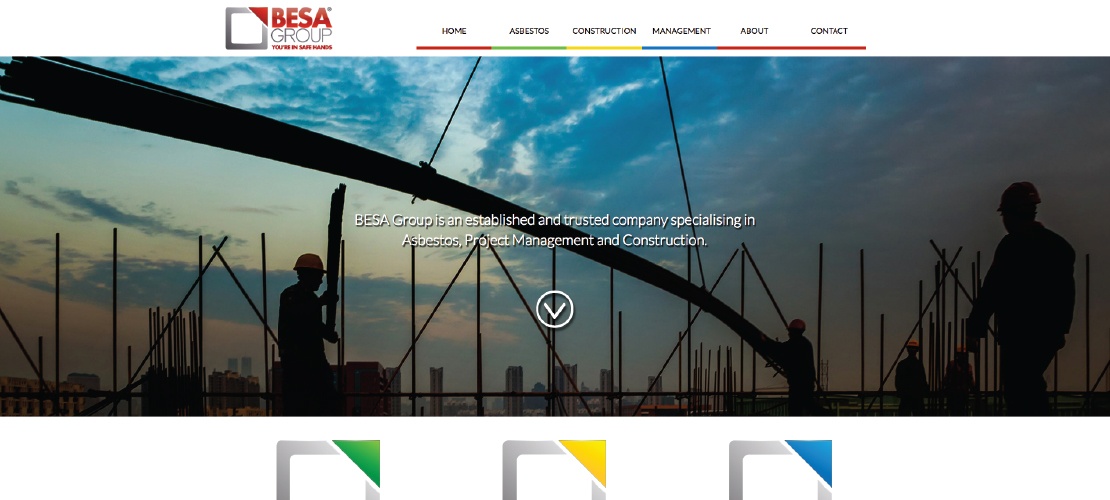 BESA®
GROUP
YOU'RE IN SAFE HANDS
HOME ASBESTOS CONSTRUCTION MANAGEMENT ABOUT CONTACT
BESA Group is an established and trusted company specialising in
Asbestos, Project Management and Construction.